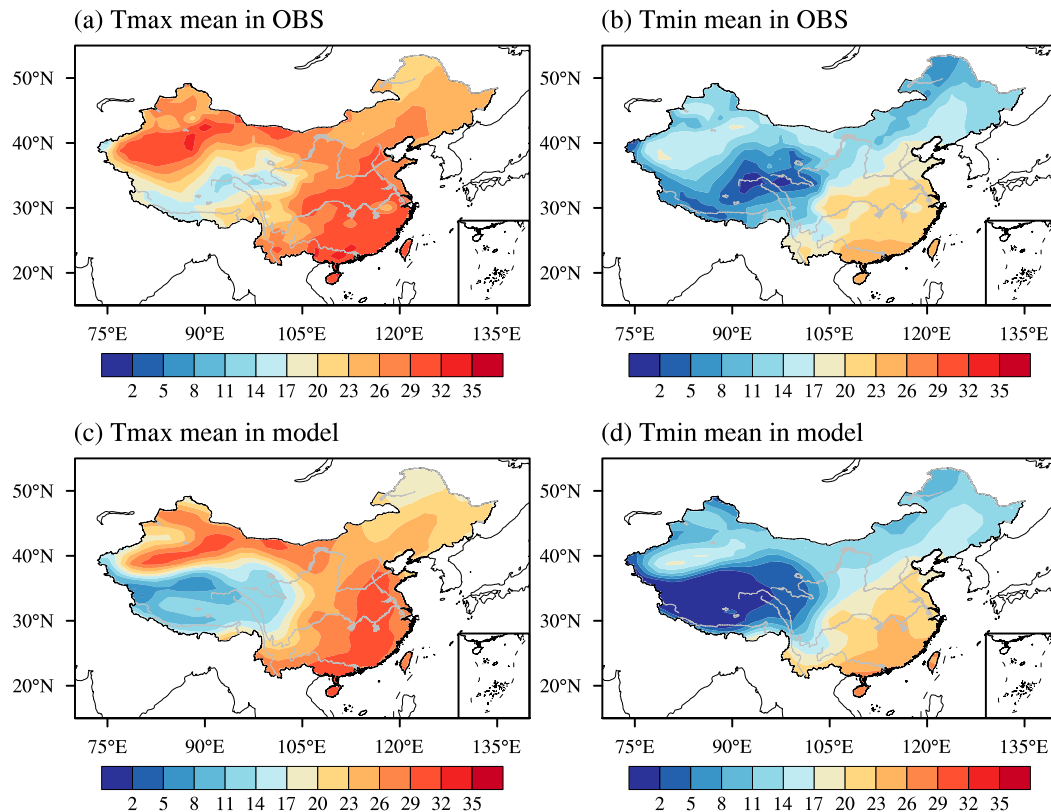 (a) Tmax mean in OBS
(b) Tmin mean in OBS
50°N
40°N
30°N
20°N
75°E 90°E 105°E 120°E 135°E
2 5 8 11 14 17 20 23 26 29 32 35
50°N
40°N
30°N
20°N
75°E 90°E 105°E 120°E 135°E
2 5 8 11 14 17 20 23 26 29 32 35
(c) Tmax mean in model
(d) Tmin mean in model
50°N
40°N
30°N
20°N
75°E 90°E 105°E 120°E 135°E
2 5 8 11 14 17 20 23 26 29 32 35
50°N
40°N
30°N
20°N
75°E 90°E 105°E 120°E 135°E
2 5 8 11 14 17 20 23 26 29 32 35